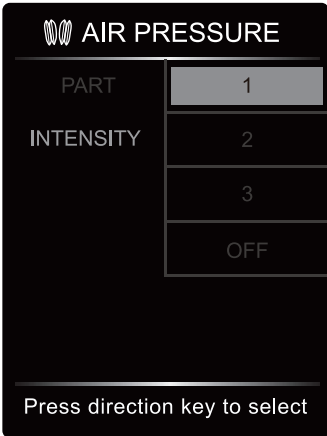 AIR PRESSURE
PART 1
INTENSITY 2
3
OFF
Press direction key to select